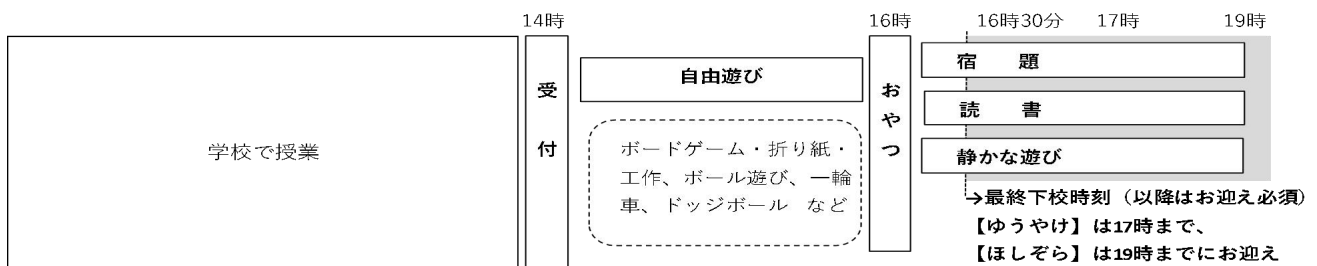 14時
16時
16時30分
17時
19時
学校で授業
受付
自由遊び
ボードゲーム・折り紙・
工作、ボール遊び、一輪
車、ドッジボール など
おやつ
宿 題
読 書
静かな遊び
→最終下校時刻（以降はお迎え必須）
【ゆうやけ】は17時まで、
【ほしぞら】は19時までにお迎え